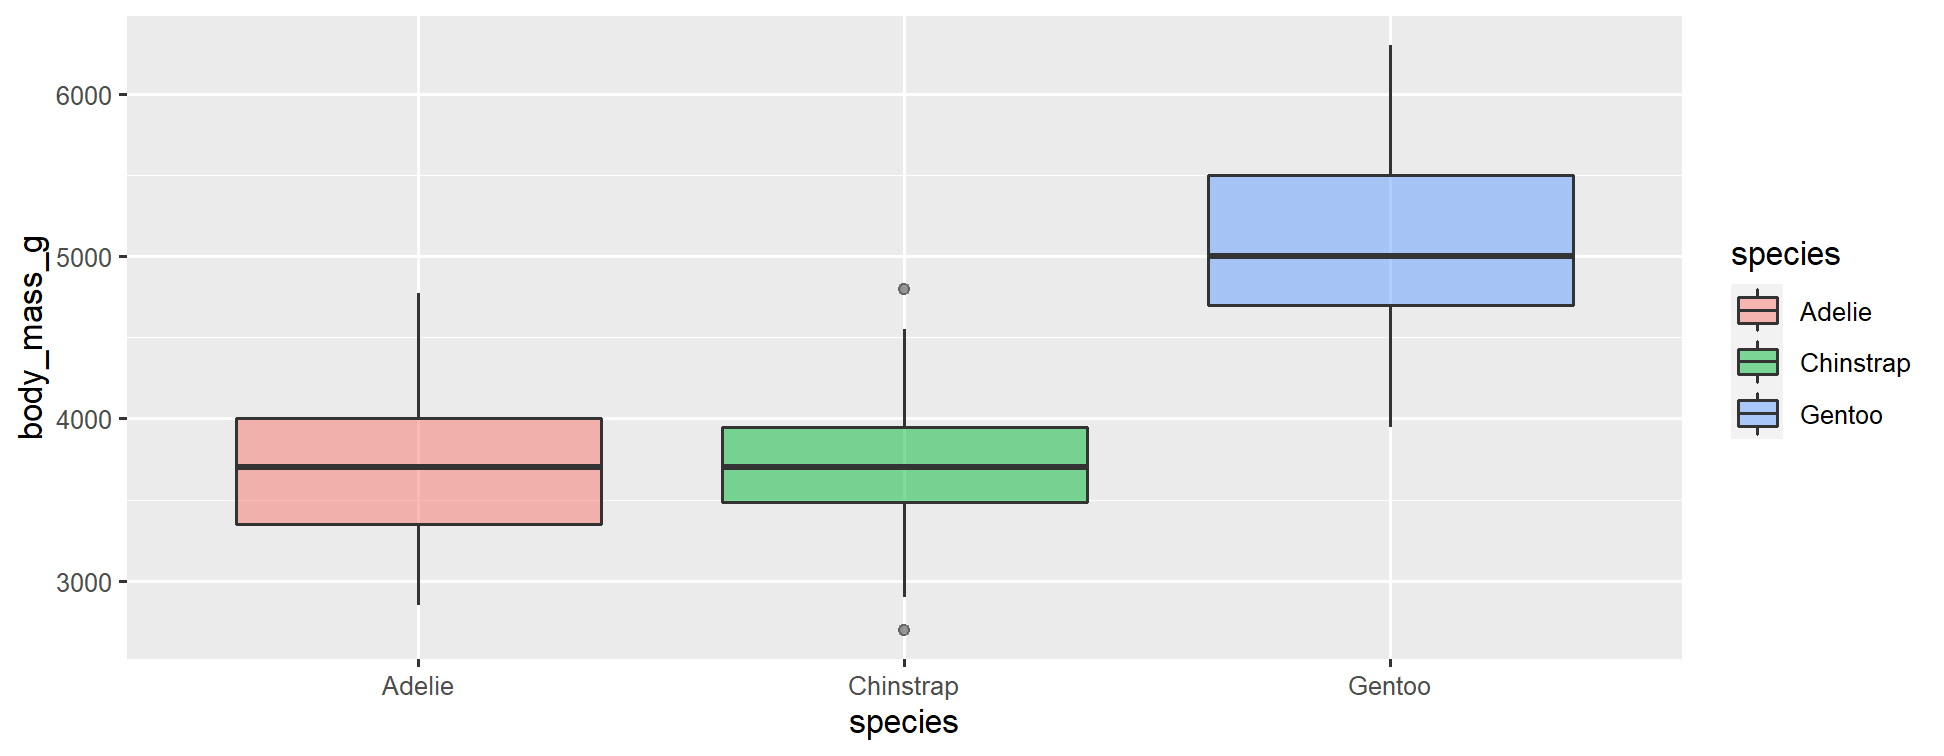 body_mass_g
6000
5000
4000
3000
Adelie
Chinstrap
Gentoo
species
species
Adelie
Chinstrap
Gentoo